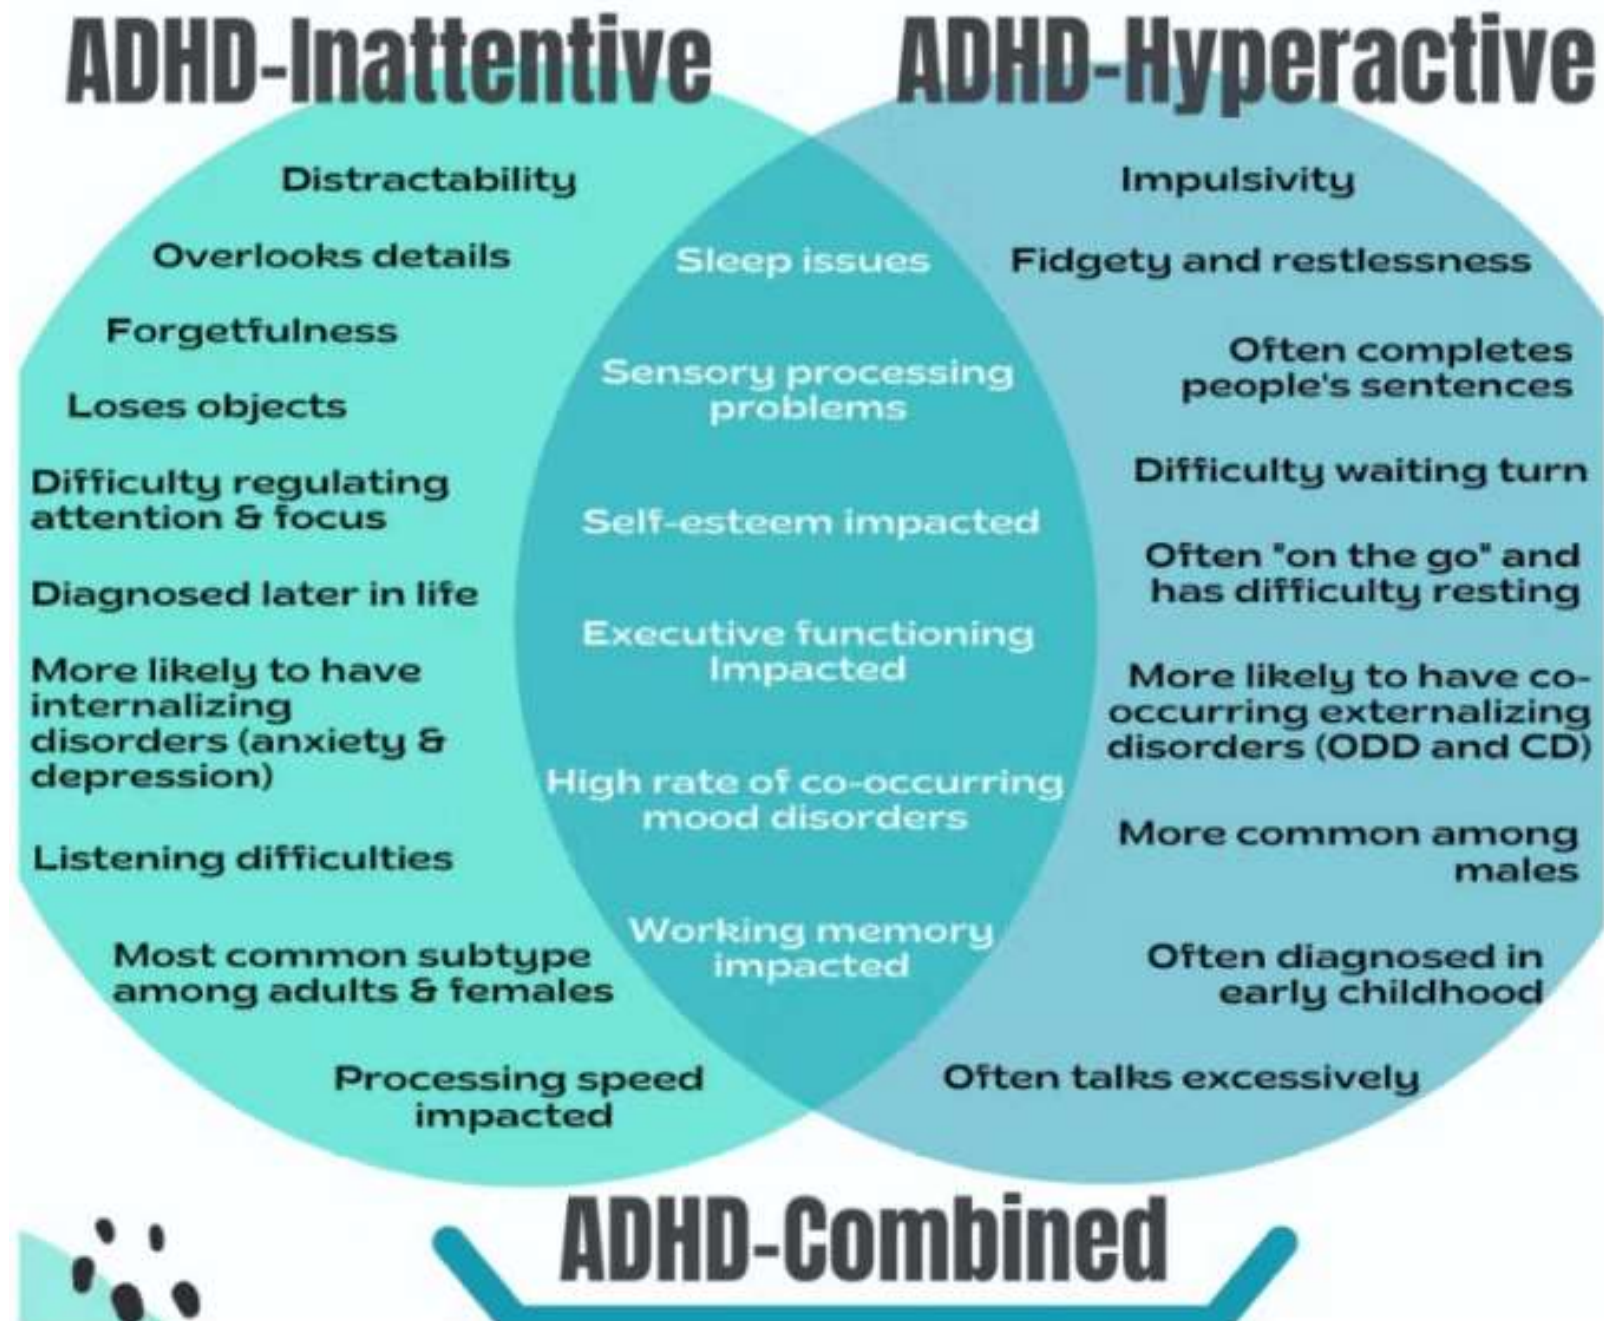 ADHD-Inattentive
Distractability
Overlooks details
Forgetfulness
Loses objects
Difficulty regulating
attention & focus
Diagnosed later in life
More likely to have
internalizing
disorders (anxiety &
depression)
Listening difficulties
Most common subtype
among adults & females
Processing speed
impacted
Sleep issues
Sensory processing
problems
Self-esteem impacted
Executive functioning
Impacted
High rate of co-occurring
mood disorders
Working memory
impacted
ADHD-Hyperactive
Impulsivity
Fidgety and restlessness
Often completes
people's sentences
Difficulty waiting turn
Often "on the go" and
has difficulty resting
More likely to have co-
occurring externalizing
disorders (ODD and CD)
More common among
males
Often diagnosed in
early childhood
Often talks excessively
ADHD-Combined